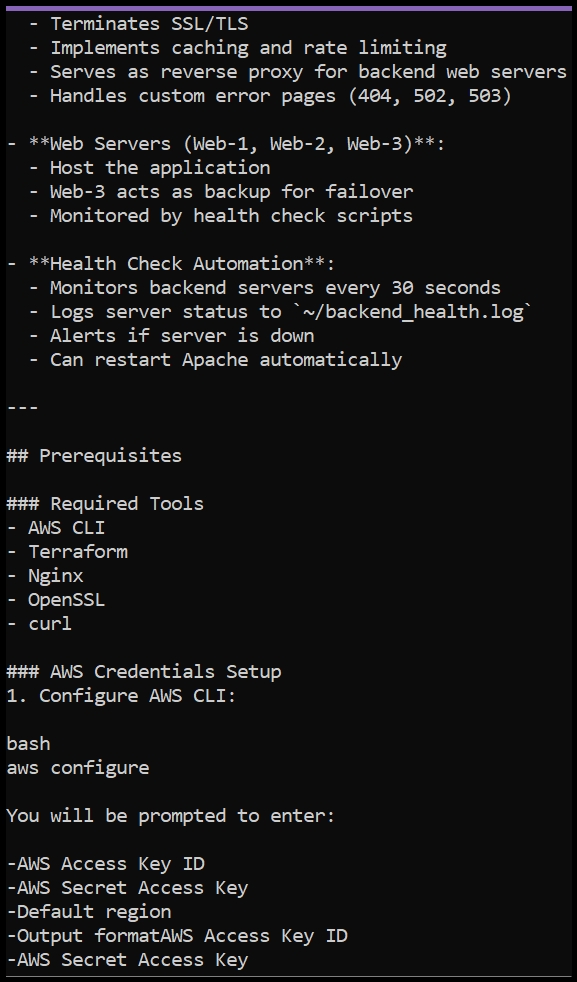 - Terminates SSL/TLS
- Implements caching and rate limiting
- Serves as reverse proxy for backend web servers
- Handles custom error pages (404, 502, 503)
- **Web Servers (Web-1, Web-2, Web-3)**:
- Host the application
- Web-3 acts as backup for failover
- Monitored by health check scripts
- **Health Check Automation**:
- Monitors backend servers every 30 seconds
- Logs server status to `~/backend_health.log`
- Alerts if server is down
- Can restart Apache automatically
---
## Prerequisites
### Required Tools
- AWS CLI
- Terraform
- Nginx
- OpenSSL
- curl
### AWS Credentials Setup
1. Configure AWS CLI:
bash
aws configure
You will be prompted to enter:
-AWS Access Key ID
-AWS Secret Access Key
-Default region
-Output formatAWS Access Key ID
-AWS Secret Access Key